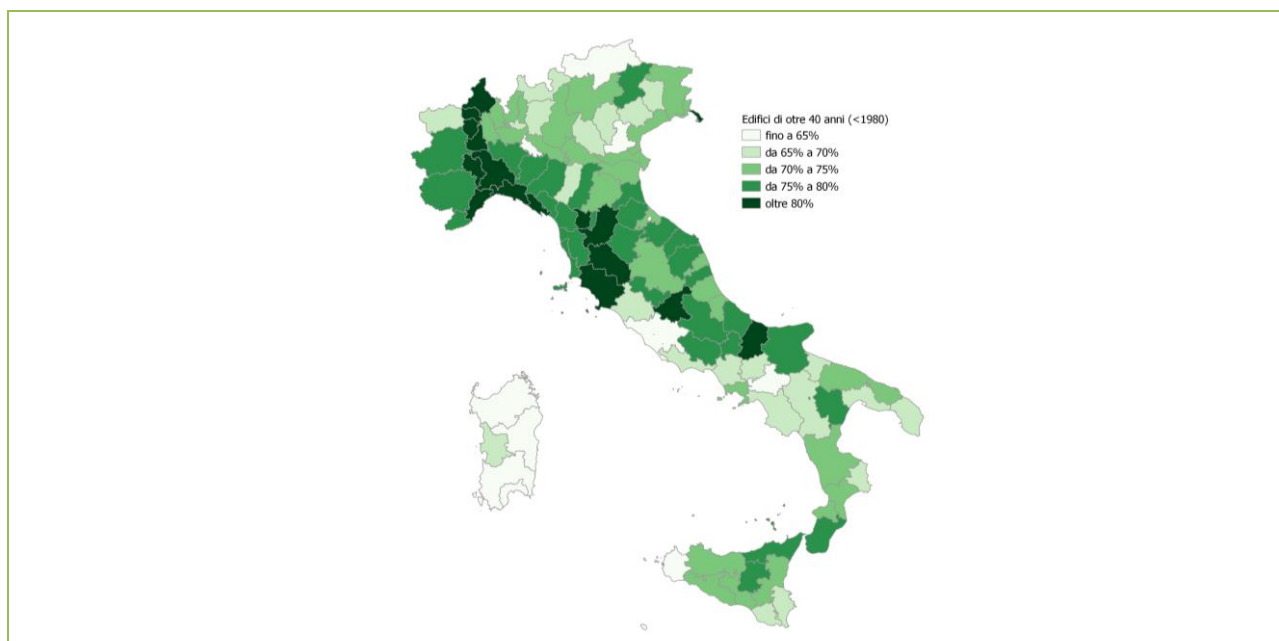 Edifici di otre 40 anni (<1980)
fino a 65%
da 65% a 70%
da 70% a 75%
da 75% a 80%
oltre 80%